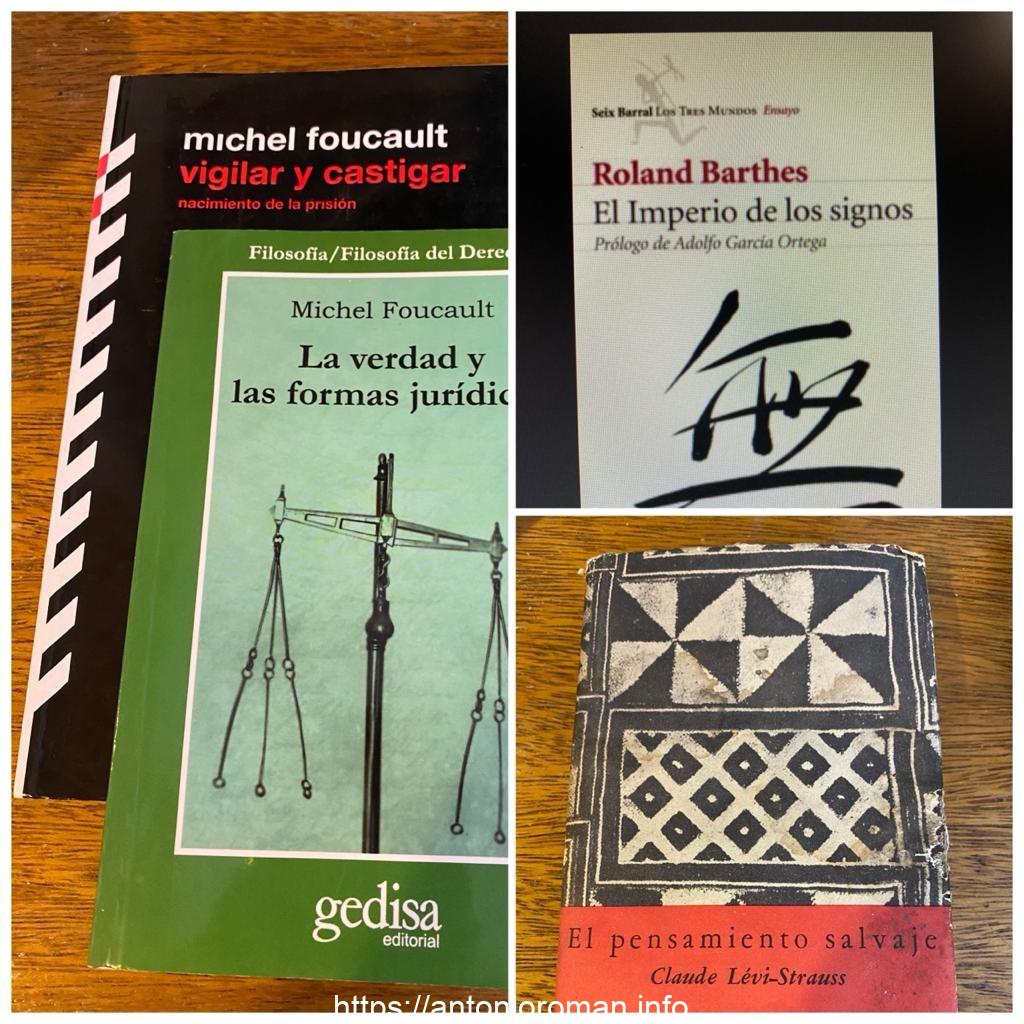 michel foucault
vigilar y castigar
nacimiento de la prisión
Filosofía/Filosofía del Derec
Michel Foucault
La verdad y
las formas jurídic
gedisa
editorial
Seix Barral Los Tres Mundos Ensayo
Roland Barthes
El Imperio de los signos
Prólogo de Adolfo García Ortega
無
El pensamiento salvaje
Claude Lévi-Strauss
https://antonioroman.info